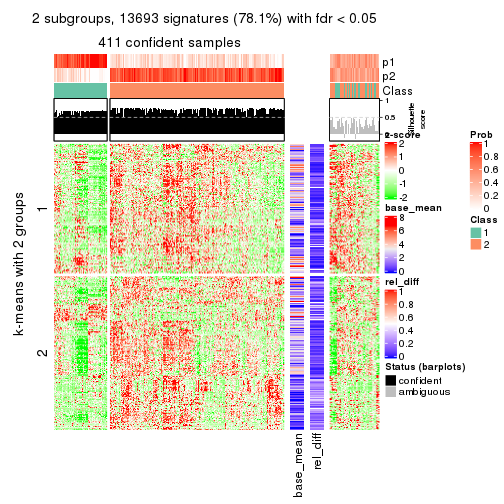 2 subgroups, 13693 signatures (78.1%) with fdr < 0.05
411 confident samples
p1
p2
Class
1
0.5
0
Silhouette
score
z-score
2
1
0
-1
-2
base_mean
8
6
4
2
0
rel_diff
1
0.8
0.6
0.4
0.2
0
Status (barplots)
confident
ambiguous
Prob
1
0.8
0.6
0.4
0.2
0
Class
1
2
k-means with 2 groups
1
2
base_mean
rel_diff